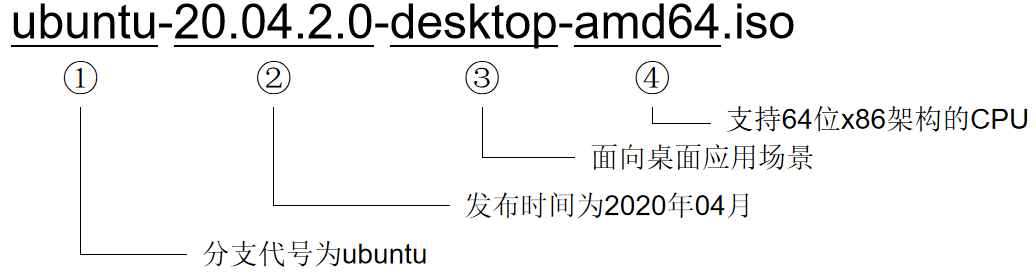 ubuntu-20.04.2.0-desktop-amd64.iso
① ② ③ ④
支持64位x86架构的CPU
面向桌面应用场景
发布时间为2020年04月
分支代号为ubuntu